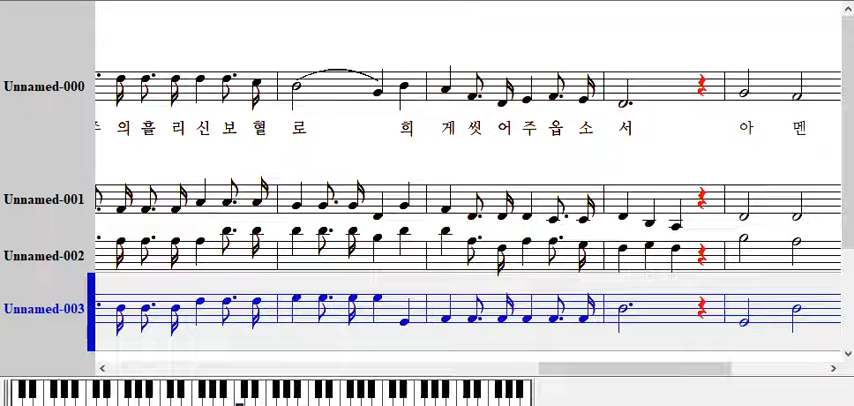 Unnamed-000
의 흘 리 신 보 혈 로 희 게 씻 어 주 옵 소 서 아 멘
Unnamed-001
Unnamed-002
Unnamed-003